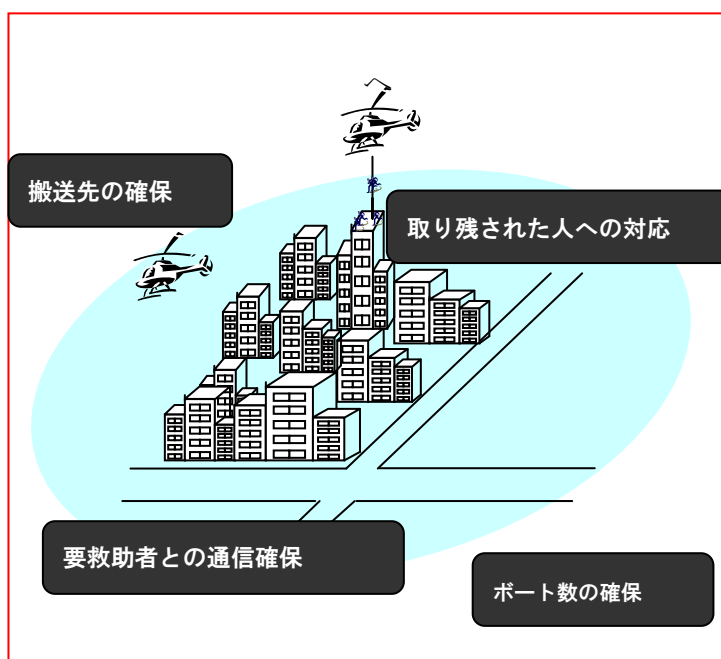 搬送先の確保
取り残された人への対応
要救助者との通信確保
ボート数の確保